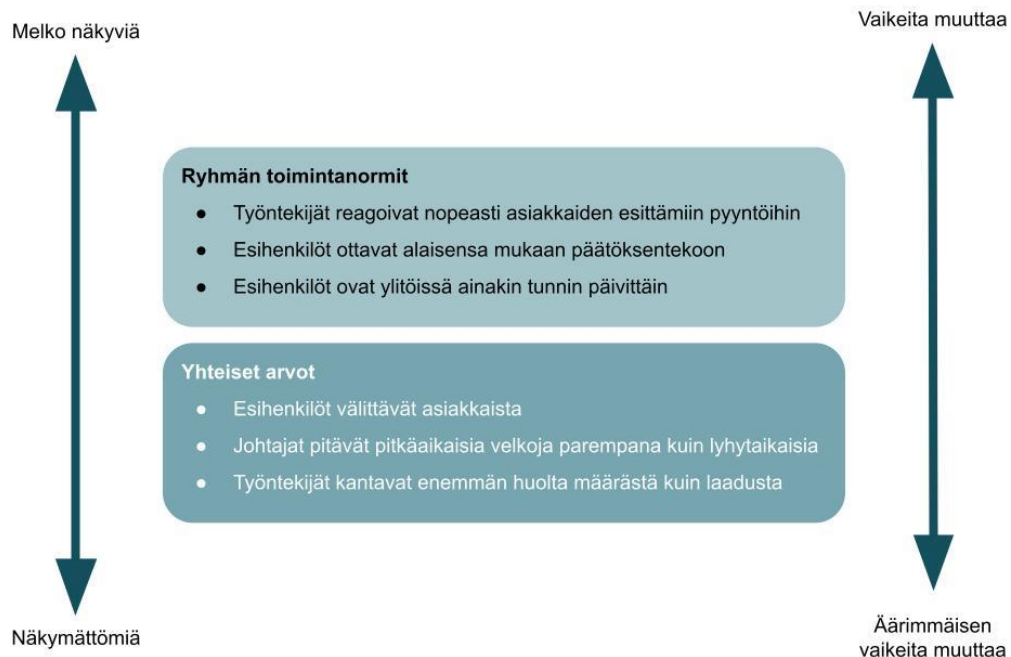 Melko näkyviä
Vaikeita muuttaa
Ryhmän toimintanormit
● Työntekijät reagoivat nopeasti asiakkaiden esittämiin pyyntöihin
● Esihenkilöt ottavat alaisensa mukaan päätöksentekoon
● Esihenkilöt ovat ylitöissä ainakin tunnin päivittäin
Yhteiset arvot
● Esihenkilöt välittävät asiakkaista
● Johtajat pitävät pitkäaikaisia velkoja parempana kuin lyhytaikaisia
● Työntekijät kantavat enemmän huolta määrästä kuin laadusta
Näkymättömiä
Äärimmäisen
vaikeita muuttaa